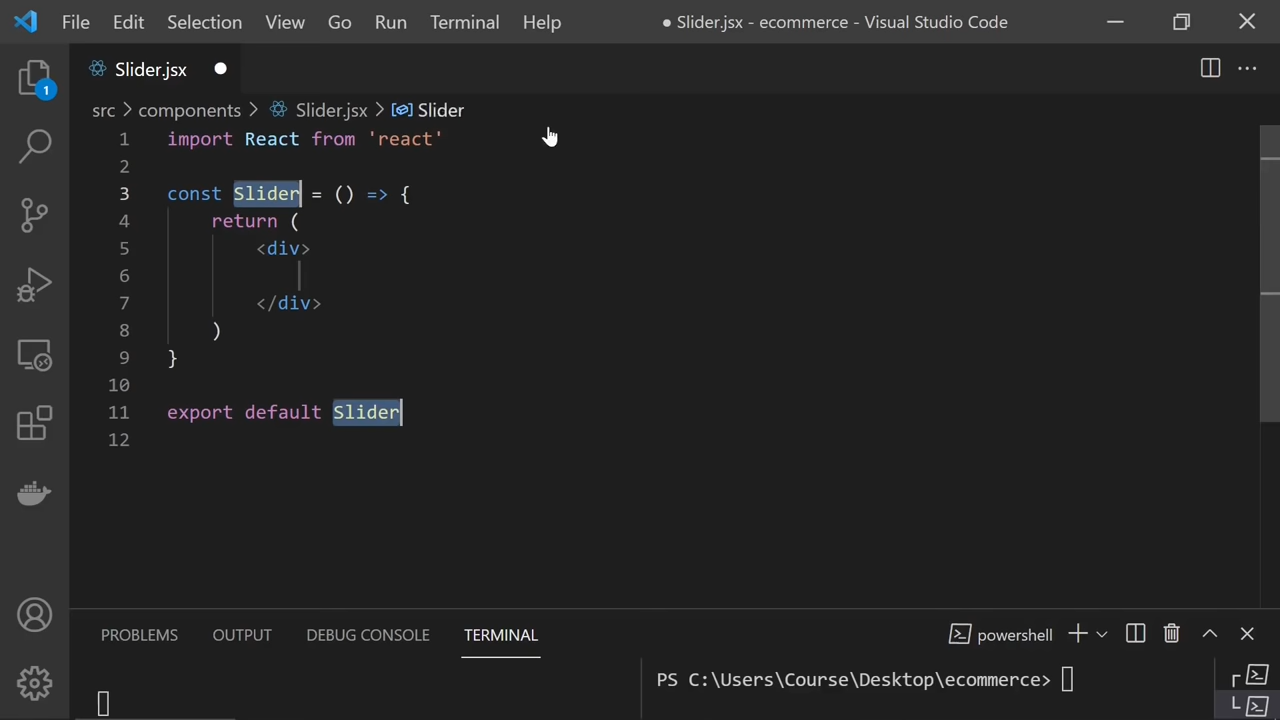 File Edit Selection View Go Run Terminal Help ● Slider.jsx - ecommerce - Visual Studio Code
Slider.jsx
1
src > components > Slider.jsx > Slider
1 import React from 'react'
2
3 const Slider = () => {
4 return (
5 <div>
6
7 </div>
8 )
9 }
10
11 export default Slider
12
PROBLEMS OUTPUT DEBUG CONSOLE TERMINAL powershell
PS C:\Users\Course\Desktop\ecommerce>